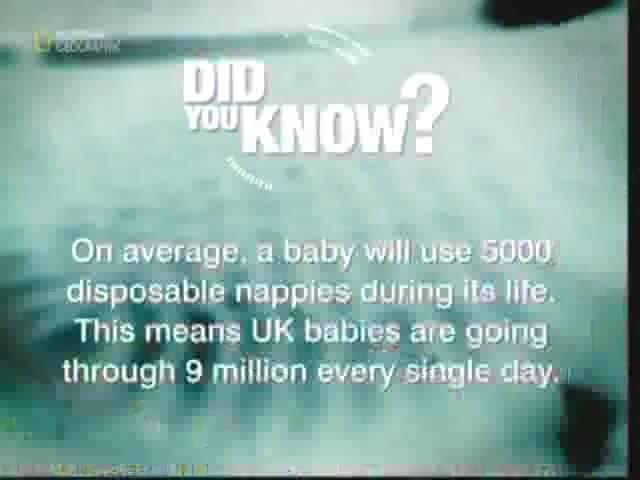 GEOGRAPHIC
DID
YOU KNOW?
On average, a baby will use 5000
disposable nappies during its life.
This means UK babies are going
through 9 million every single day.